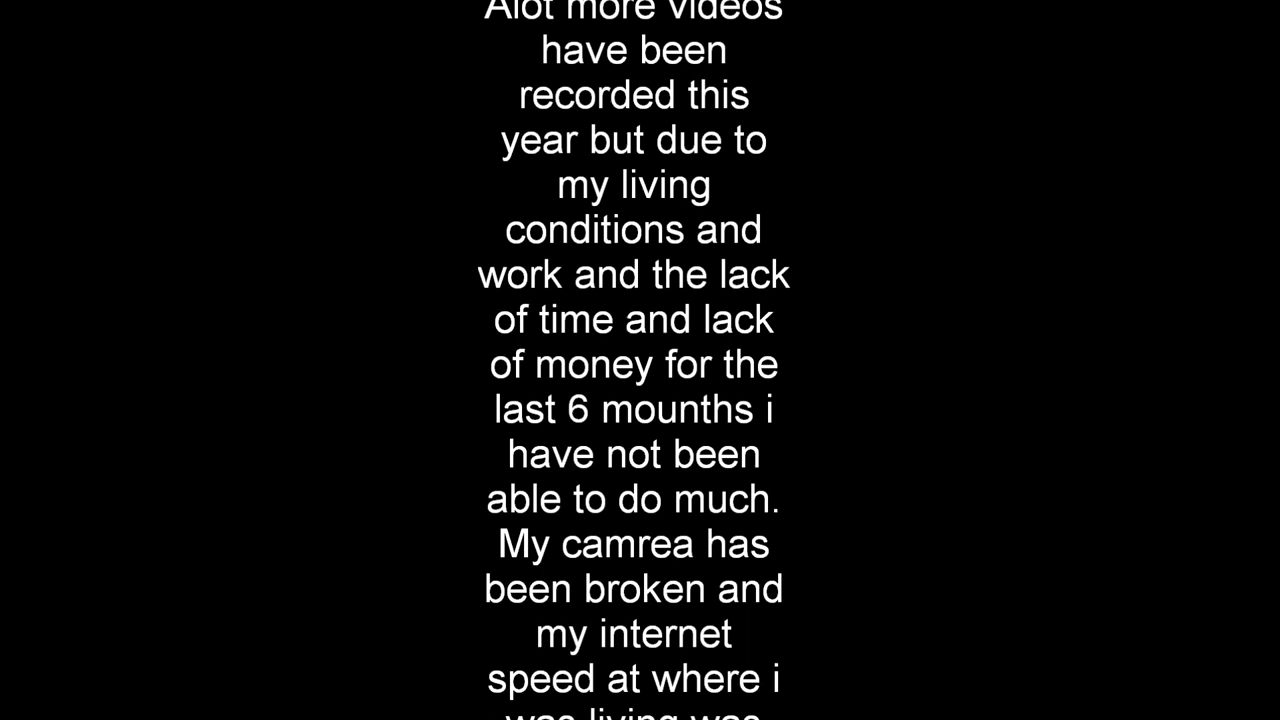 Alot more videos
have been
recorded this
year but due to
my living
conditions and
work and the lack
of time and lack
of money for the
last 6 mounths i
have not been
able to do much.
My camrea has
been broken and
my internet
speed at where i
was living was